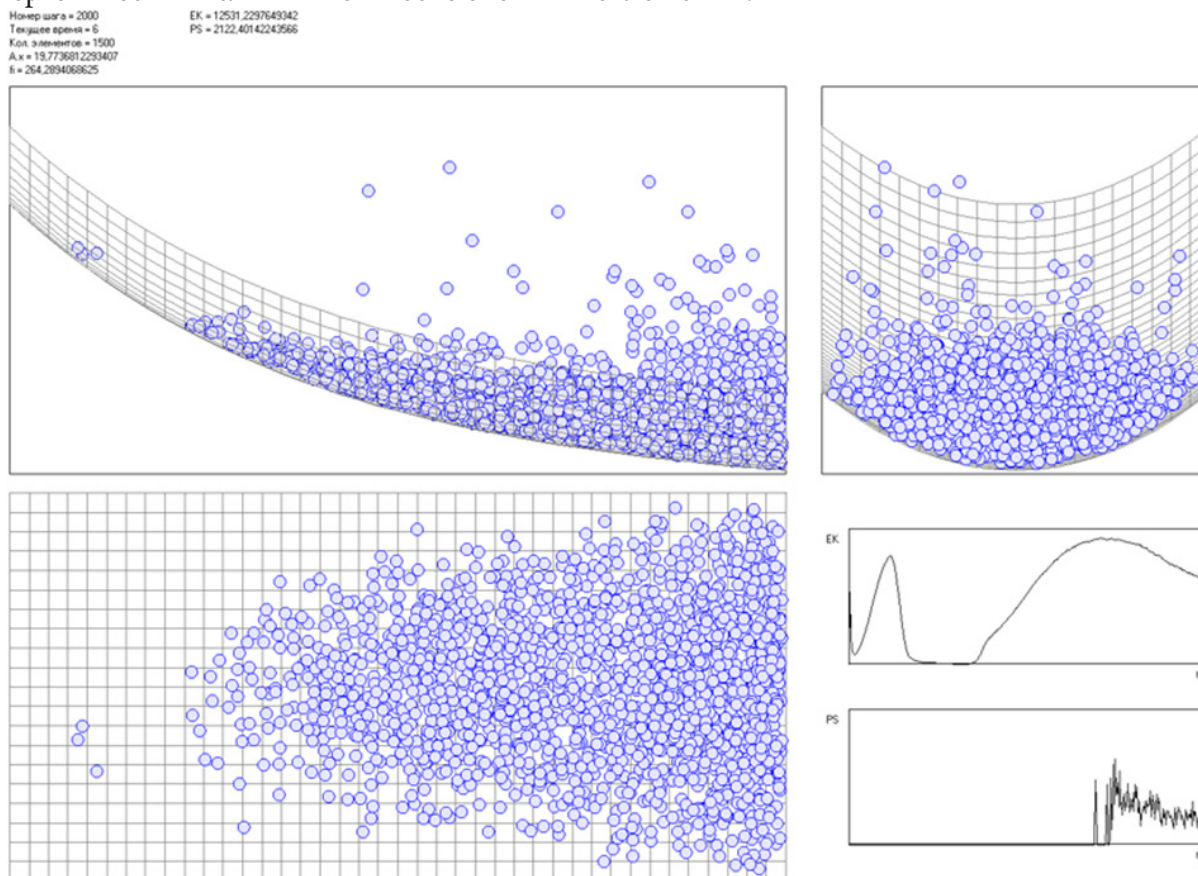 Номер шага = 2000
Текущее время = 6
Кол. элементов = 1500
A.x = 19,7736812293407
fi = 264,2894068625
EK = 12531,2297649342
PS = 2122,40142243566
EK
t
PS
t